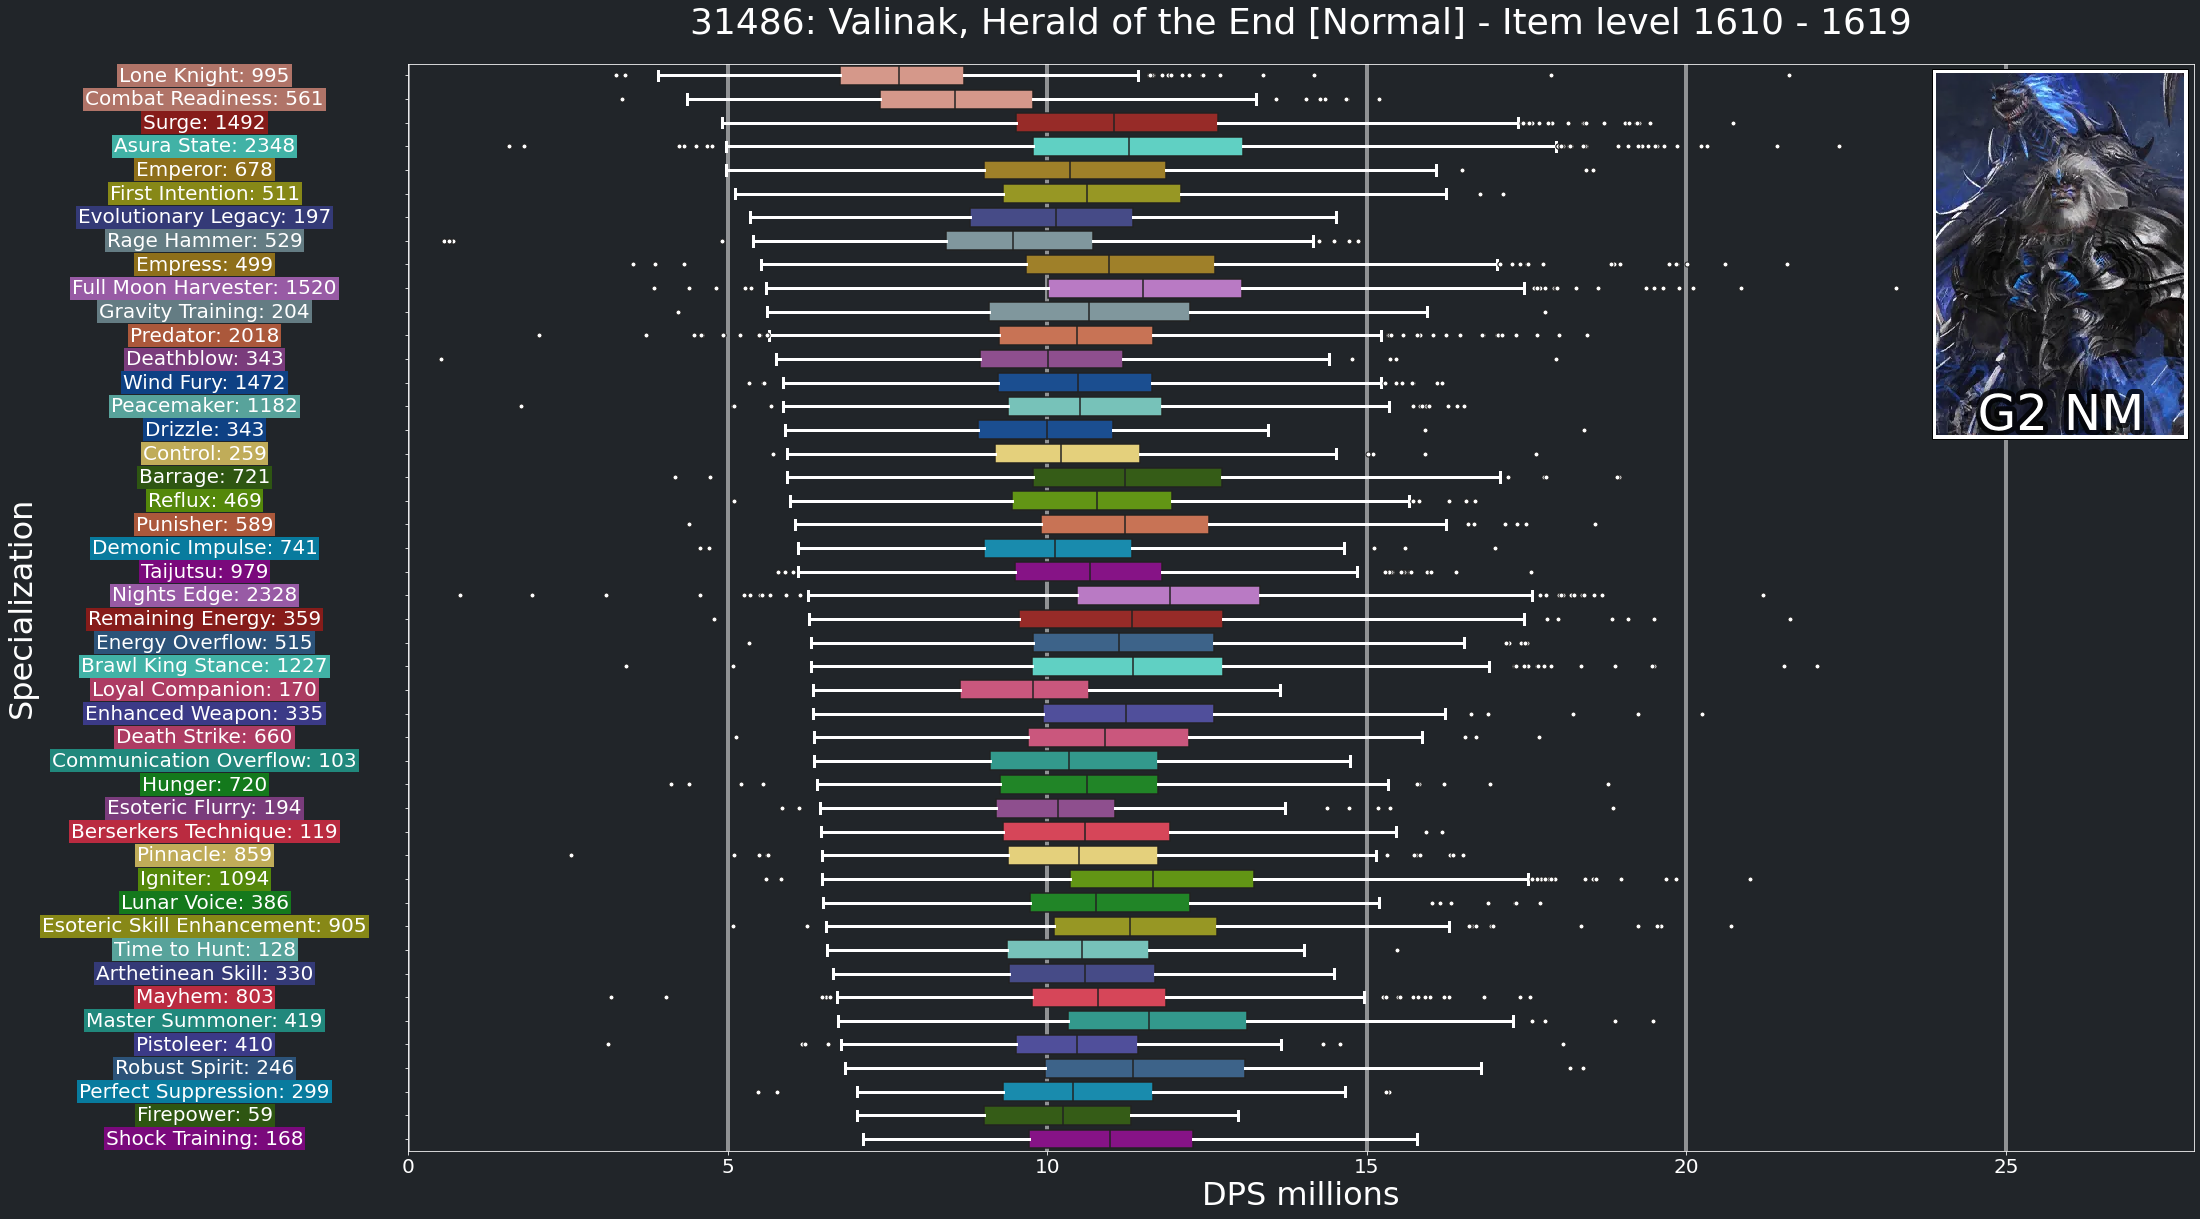 31486: Valinak, Herald of the End [Normal] - Item level 1610 - 1619
Specialization
Lone Knight: 995
Combat Readiness: 561
Surge: 1492
Asura State: 2348
Emperor: 678
First Intention: 511
Evolutionary Legacy: 197
Rage Hammer: 529
Empress: 499
Full Moon Harvester: 1520
Gravity Training: 204
Predator: 2018
Deathblow: 343
Wind Fury: 1472
Peacemaker: 1182
Drizzle: 343
Control: 259
Barrage: 721
Reflux: 469
Punisher: 589
Demonic Impulse: 741
Taijutsu: 979
Nights Edge: 2328
Remaining Energy: 359
Energy Overflow: 515
Brawl King Stance: 1227
Loyal Companion: 170
Enhanced Weapon: 335
Death Strike: 660
Communication Overflow: 103
Hunger: 720
Esoteric Flurry: 194
Berserkers Technique: 119
Pinnacle: 859
Igniter: 1094
Lunar Voice: 386
Esoteric Skill Enhancement: 905
Time to Hunt: 128
Arthetinean Skill: 330
Mayhem: 803
Master Summoner: 419
Pistoleer: 410
Robust Spirit: 246
Perfect Suppression: 299
Firepower: 59
Shock Training: 168
G2 NM
0 5 10 15 20 25
DPS millions